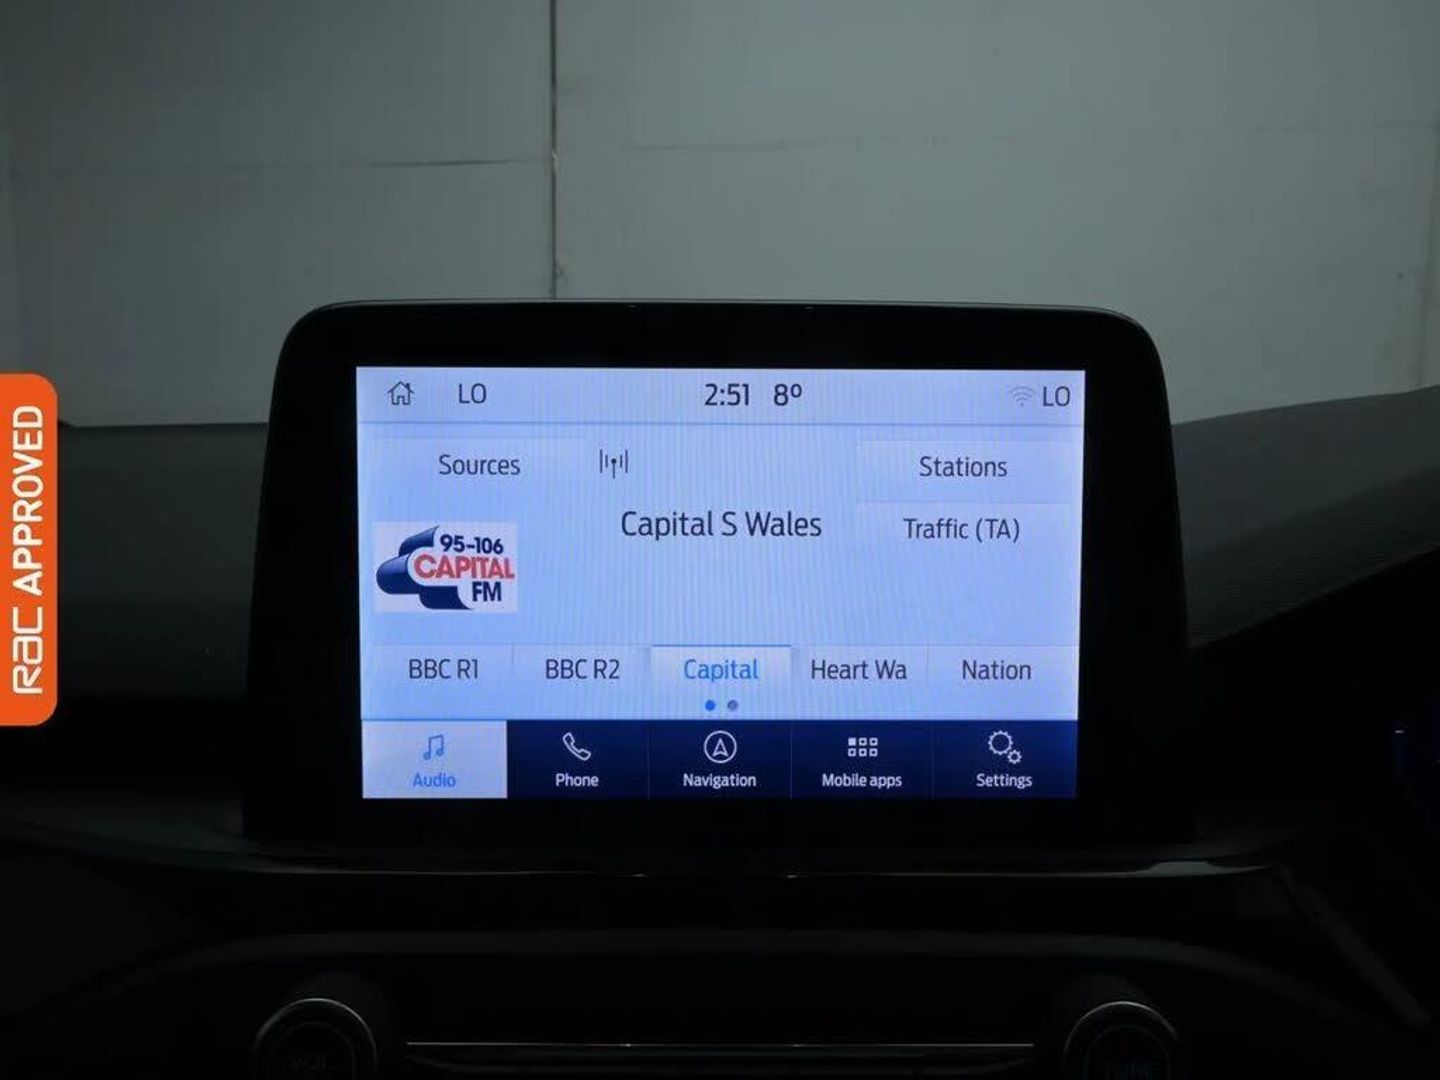 RAC APPROVED
LO 2:51 8º LO
Sources Stations
Capital S Wales Traffic (TA)
95-106
CAPITAL
FM
BBC R1 BBC R2 Capital Heart Wa Nation
Audio Phone Navigation Mobile apps Settings